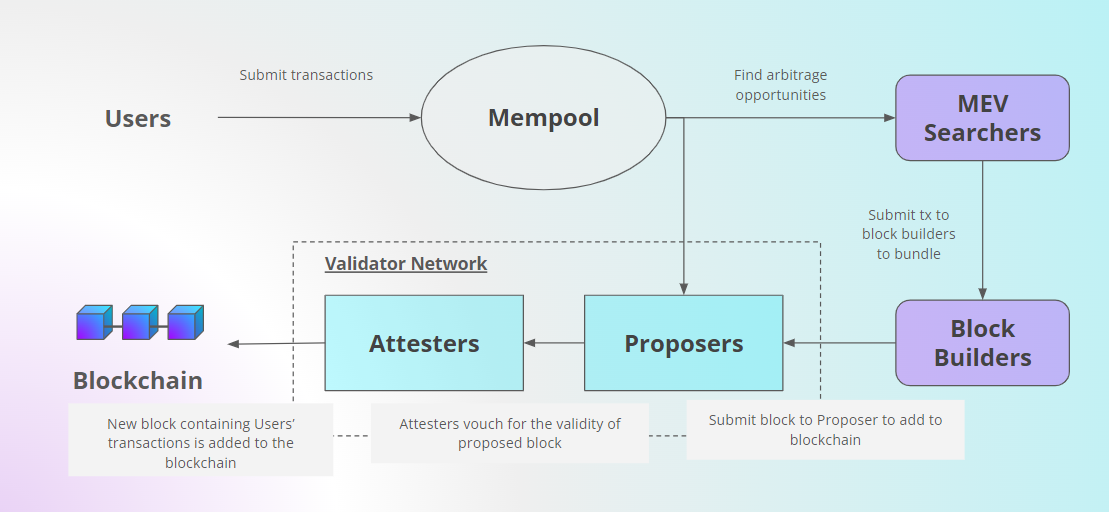 Submit transactions
Find arbitrage
opportunities
Users
Mempool
MEV
Searchers
Submit tx to
block builders
to bundle
Validator Network
Attesters
Proposers
Block
Builders
Blockchain
New block containing Users’
transactions is added to the
blockchain
Attesters vouch for the validity of
proposed block
Submit block to Proposer to add to
blockchain